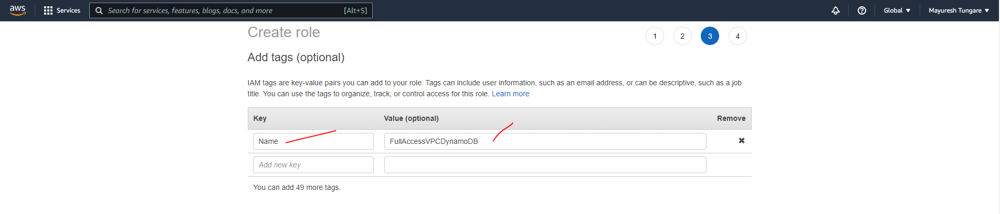 aws Services Search for services, features, blogs, docs, and more [Alt+S] Global Mayuresh Tungare
Create role 1 2 3 4
Add tags (optional)
IAM tags are key-value pairs you can add to your role. Tags can include user information, such as an email address, or can be descriptive, such as a job
title. You can use the tags to organize, track, or control access for this role. Learn more
Key Value (optional) Remove
Name FullAccessVPCDynamoDB
Add new key
You can add 49 more tags.